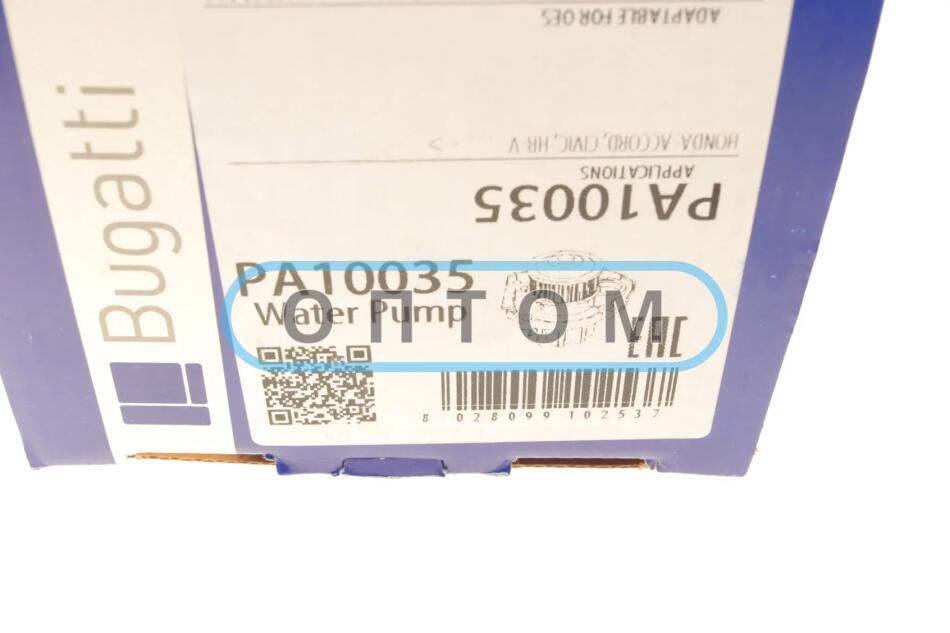 ADAPTABLE FOR OES
HONDA ACCORD, CIVIC, HR-V ->
APPLICATIONS
PA10035
PA10035
Water Pump
ОПТОМ
8 028099 102537
Bugatti